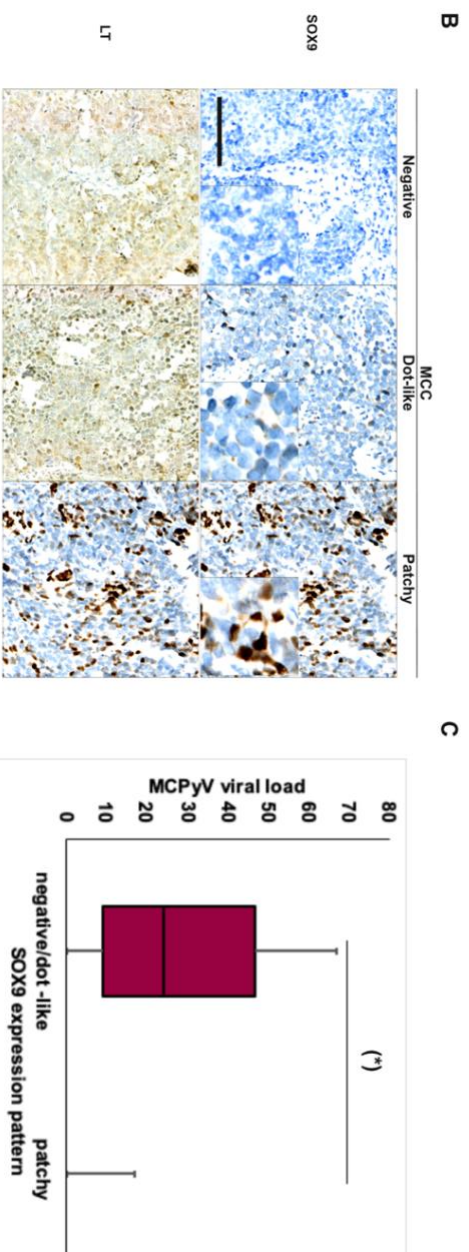 B
MCC
Negative
Dot-like
Patchy
SOX9
LT
C
MCPyV viral load
80
70
60
50
40
30
20
10
0
(*)
negative/dot -like
patchy
SOX9 expression pattern